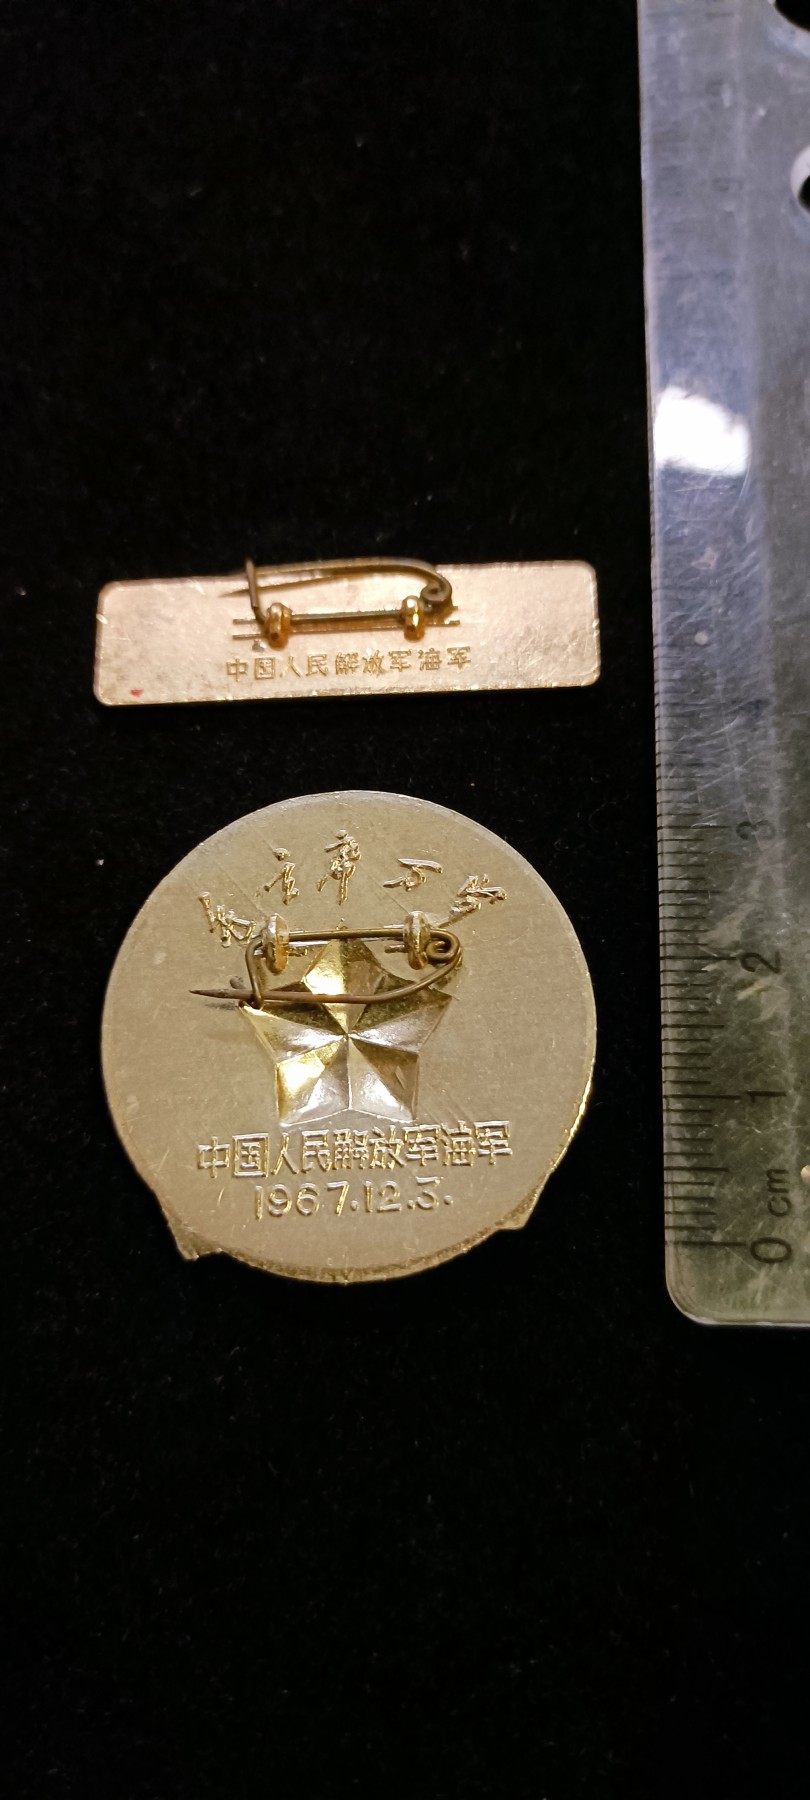 中国人民解放军海军
毛主席万岁
中国人民解放军海军
1967.12.3.
3
2
1
0 cm